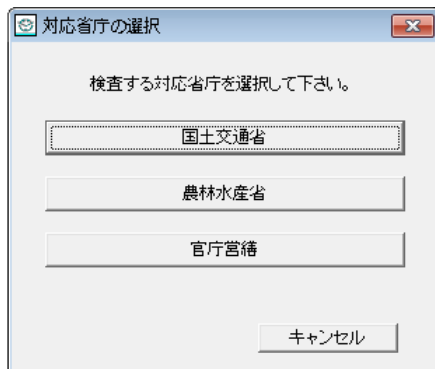 対応省庁の選択
検査する対応省庁を選択して下さい。
国土交通省
農林水産省
官庁営繕
キャンセル